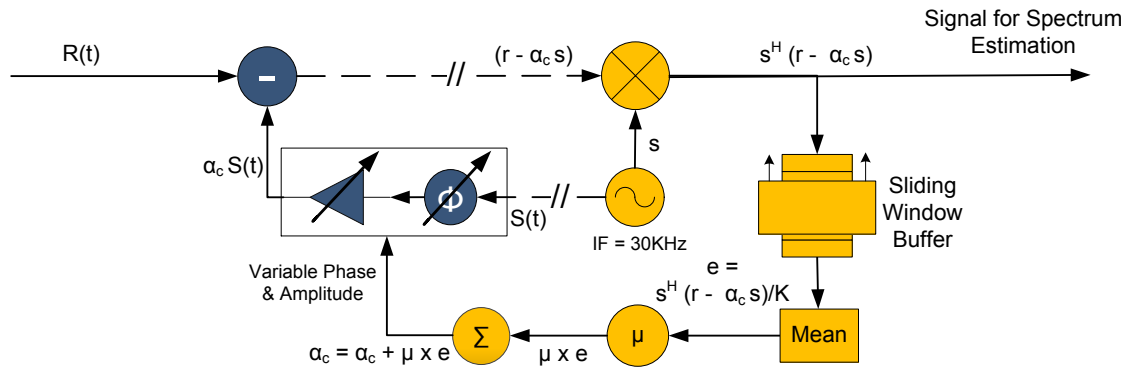 Signal for Spectrum
Estimation
R(t)
-
//
(r - αc s)
sᴴ (r - αc s)
s
αc S(t)
Φ
S(t)
//
IF = 30KHz
Sliding
Window
Buffer
Variable Phase
& Amplitude
e =
sᴴ (r - αc s)/K
Mean
μ
μ x e
Σ
αc = αc + μ x e